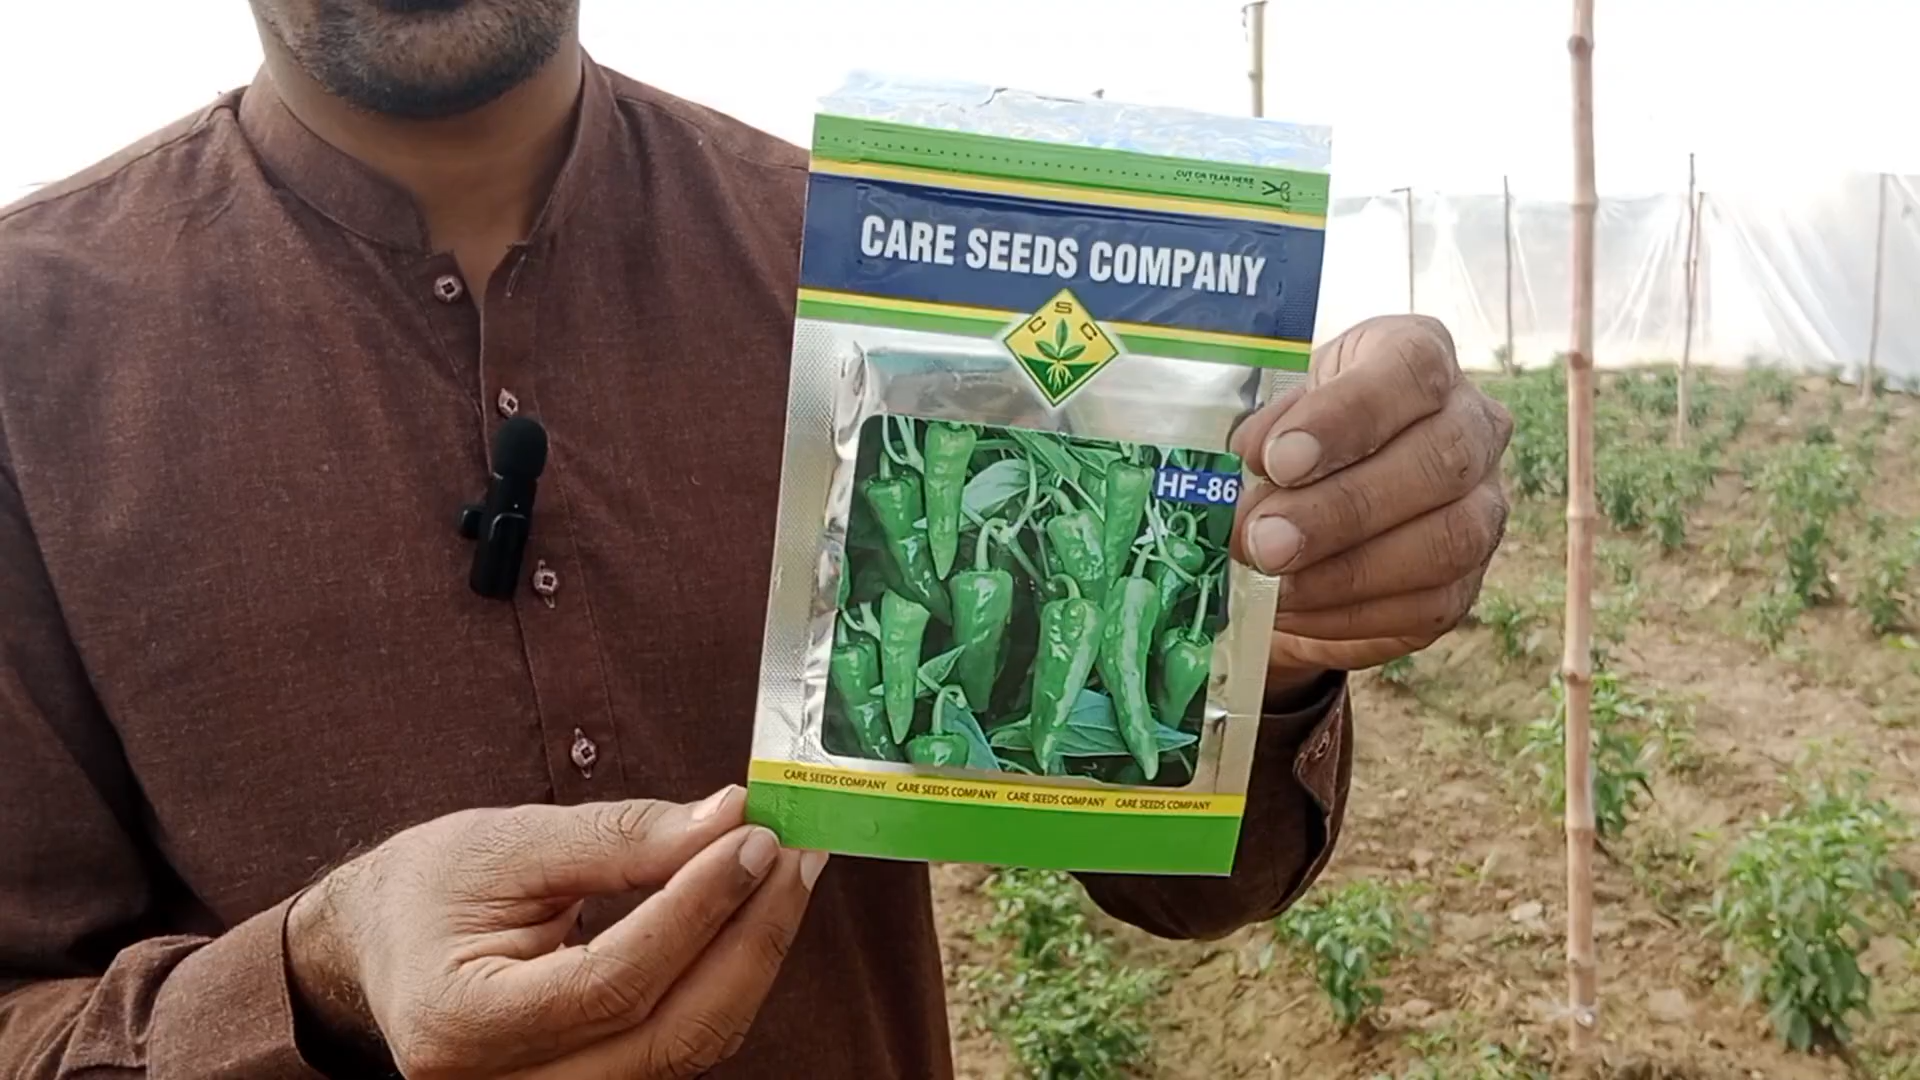 CUT OR TEAR HERE
CARE SEEDS COMPANY
C S C
HF-86
CARE SEEDS COMPANY CARE SEEDS COMPANY CARE SEEDS COMPANY CARE SEEDS COMPANY